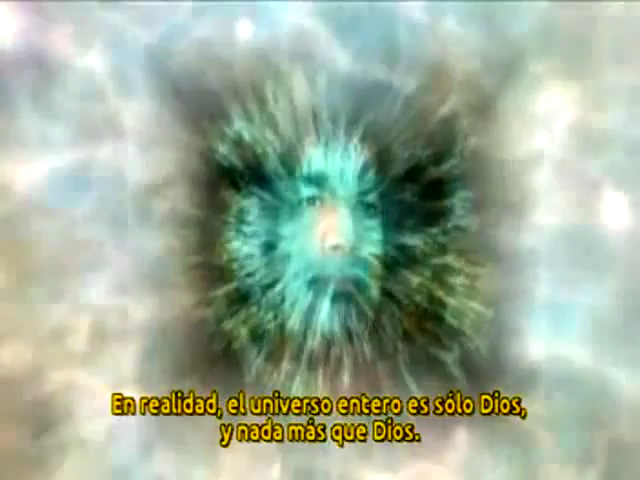 En realidad, el universo entero es sólo Dios,
y nada más que Dios.